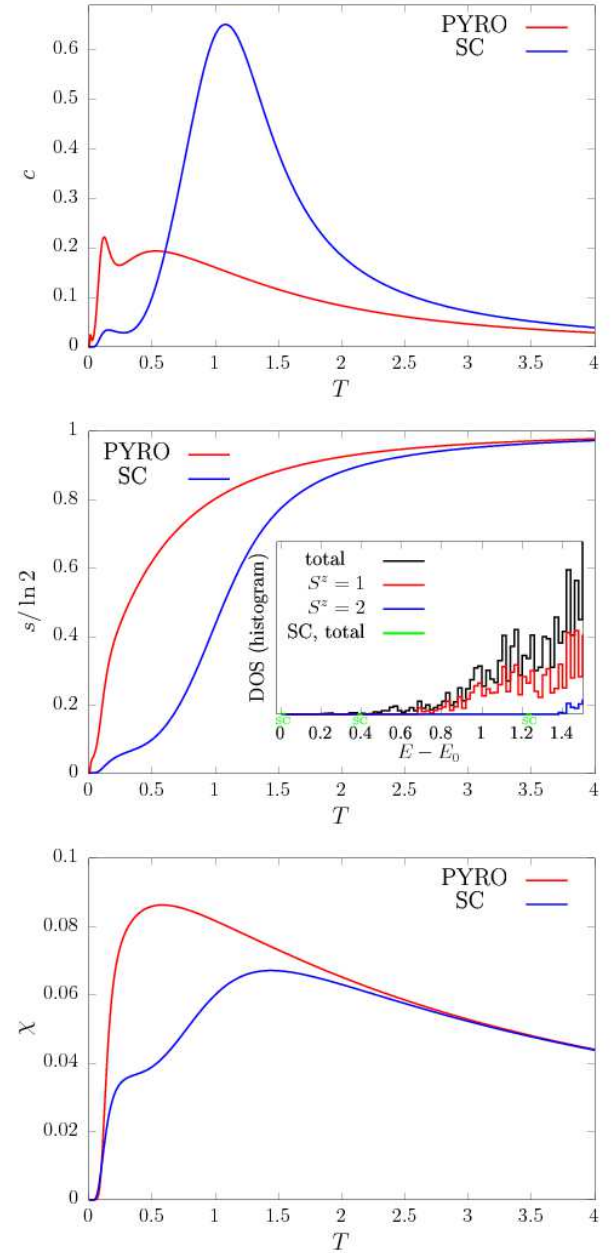 PYRO
SC
0.6
0.5
0.4
0.3
0.2
0.1
0
c
0 0.5 1 1.5 2 2.5 3 3.5 4
T
1
0.8
0.6
0.4
0.2
0
s/ ln 2
PYRO
SC
DOS (histogram)
total
S^z = 1
S^z = 2
SC, total
SC SC SC
0 0.2 0.4 0.6 0.8 1 1.2 1.4
E − E_0
0 0.5 1 1.5 2 2.5 3 3.5 4
T
0.1
0.08
0.06
0.04
0.02
0
χ
PYRO
SC
0 0.5 1 1.5 2 2.5 3 3.5 4
T